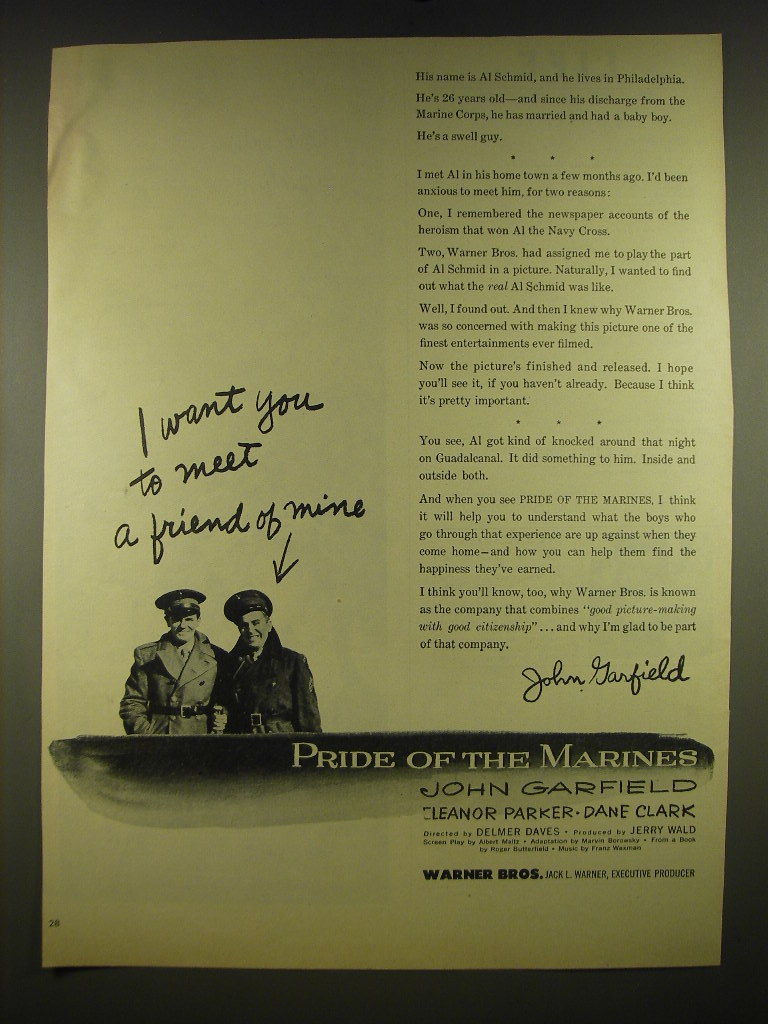 I want you
to meet
a friend of mine
His name is Al Schmid, and he lives in Philadelphia.
He's 26 years old—and since his discharge from the
Marine Corps, he has married and had a baby boy.
He's a swell guy.
* * *
I met Al in his home town a few months ago. I'd been
anxious to meet him, for two reasons:
One, I remembered the newspaper accounts of the
heroism that won Al the Navy Cross.
Two, Warner Bros. had assigned me to play the part
of Al Schmid in a picture. Naturally, I wanted to find
out what the real Al Schmid was like.
Well, I found out. And then I knew why Warner Bros.
was so concerned with making this picture one of the
finest entertainments ever filmed.
Now the picture's finished and released. I hope
you'll see it, if you haven't already. Because I think
it's pretty important.
* * *
You see, Al got kind of knocked around that night
on Guadalcanal. It did something to him. Inside and
outside both.
And when you see PRIDE OF THE MARINES, I think
it will help you to understand what the boys who
go through that experience are up against when they
come home—and how you can help them find the
happiness they've earned.
I think you'll know, too, why Warner Bros. is known
as the company that combines "good picture-making
with good citizenship" ... and why I'm glad to be part
of that company.
John Garfield
PRIDE OF THE MARINES
JOHN GARFIELD
ELEANOR PARKER · DANE CLARK
Directed by DELMER DAVES • Produced by JERRY WALD
Screen Play by Albert Maltz • Adaptation by Marvin Borowsky • From a Book
by Roger Butterfield • Music by Franz Waxman
WARNER BROS. JACK L. WARNER, EXECUTIVE PRODUCER
28